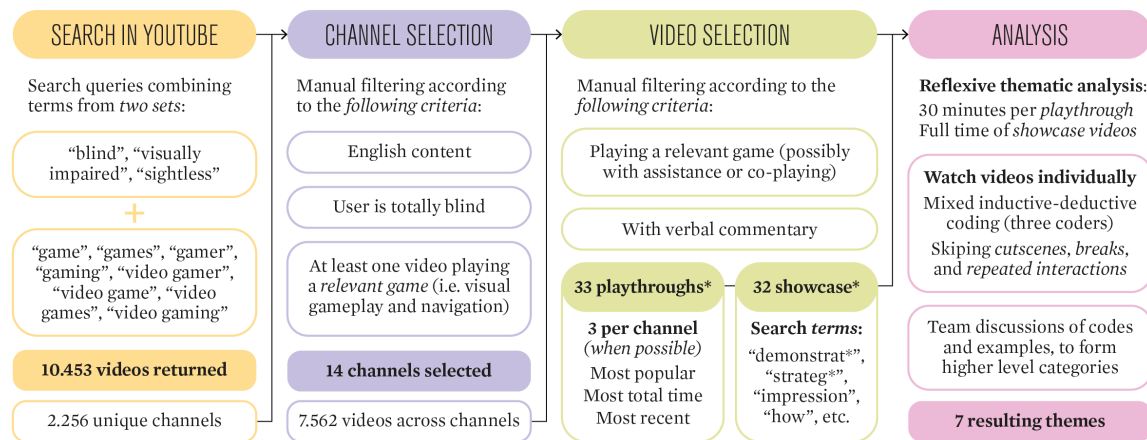 SEARCH IN YOUTUBE
Search queries combining
terms from two sets:
“blind”, “visually
impaired”, “sightless”
+
“game”, “games”, “gamer”,
“gaming”, “video gamer”,
“video game”, “video
games”, “video gaming”
10.453 videos returned
2.256 unique channels
CHANNEL SELECTION
Manual filtering according
to the following criteria:
English content
User is totally blind
At least one video playing
a relevant game (i.e. visual
gameplay and navigation)
14 channels selected
7.562 videos across channels
VIDEO SELECTION
Manual filtering according to the
following criteria:
Playing a relevant game (possibly
with assistance or co-playing)
With verbal commentary
33 playthroughs*
3 per channel
(when possible)
Most popular
Most total time
Most recent
32 showcase*
Search terms:
“demonstrat*”,
“strateg*”,
“impression”,
“how”, etc.
ANALYSIS
Reflexive thematic analysis:
30 minutes per playthrough
Full time of showcase videos
Watch videos individually
Mixed inductive-deductive
coding (three coders)
Skiping cutscenes, breaks,
and repeated interactions
Team discussions of codes
and examples, to form
higher level categories
7 resulting themes